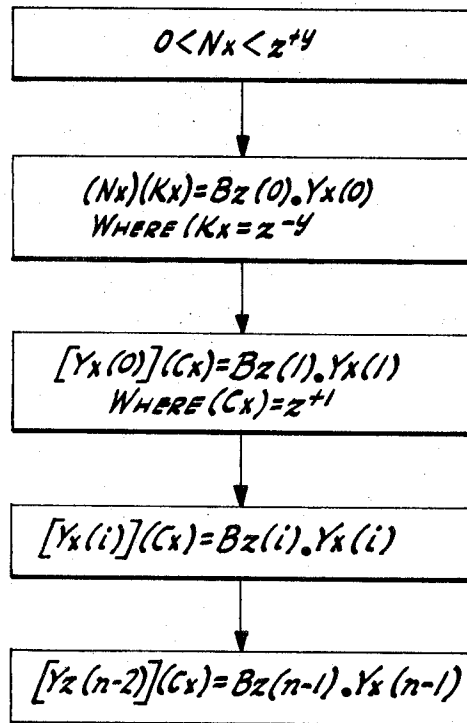 0<Nx<z+y
(Nx)(Kx)=Bz(0).Yx(0)
WHERE (Kx=z-y
[Yx(0)](Cx)=Bz(1).Yx(1)
WHERE(Cx)=z+1
[Yx(i)](Cx)=Bz(i).Yx(i)
[Yz(n-2)](Cx)=Bz(n-1).Yx(n-1)